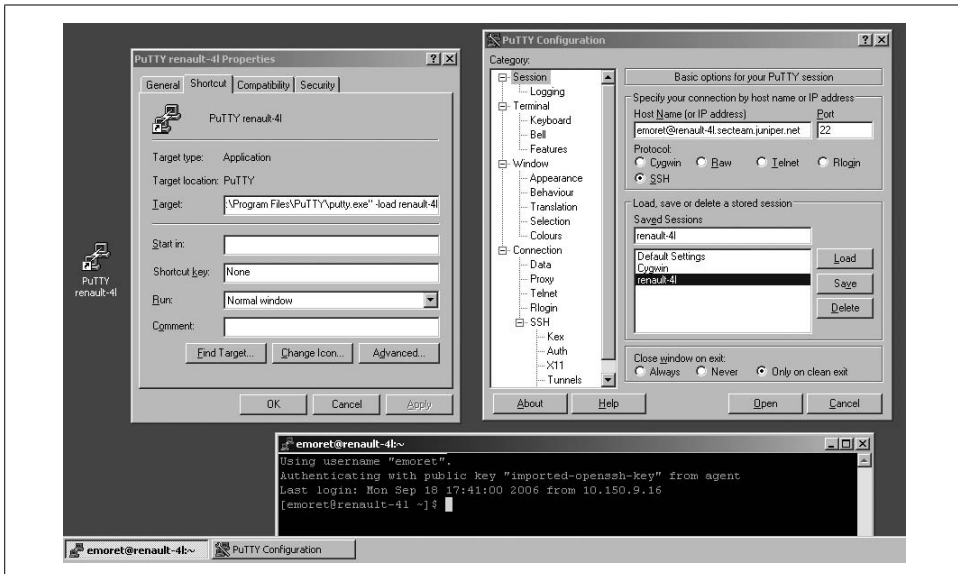 PuTTY renault-4l
PuTTY renault-4l Properties
General Shortcut Compatibility Security
PuTTY renault-4l
Target type: Application
Target location: PuTTY
Target: :\Program Files\PuTTY\putty.exe" -load renault-4l
Start in:
Shortcut key: None
Run: Normal window
Comment:
Find Target... Change Icon... Advanced...
OK Cancel Apply
PuTTY Configuration
Category:
Session
Logging
Terminal
Keyboard
Bell
Features
Window
Appearance
Behaviour
Translation
Selection
Colours
Connection
Data
Proxy
Telnet
Rlogin
SSH
Kex
Auth
X11
Tunnels
Basic options for your PuTTY session
Specify your connection by host name or IP address
Host Name (or IP address) Port
emoret@renault-4l.secteam.juniper.net 22
Protocol:
Cygwin Raw Telnet Rlogin
SSH
Load, save or delete a stored session
Saved Sessions
renault-4l
Default Settings
Cygwin
renault-4l
Load
Save
Delete
Close window on exit:
Always Never Only on clean exit
About Help Open Cancel
emoret@renault-4l:~
Using username "emoret".
Authenticating with public key "imported-openssh-key" from agent
Last login: Mon Sep 18 17:41:00 2006 from 10.150.9.16
[emoret@renault-4l ~]$
emoret@renault-4l:~ PuTTY Configuration